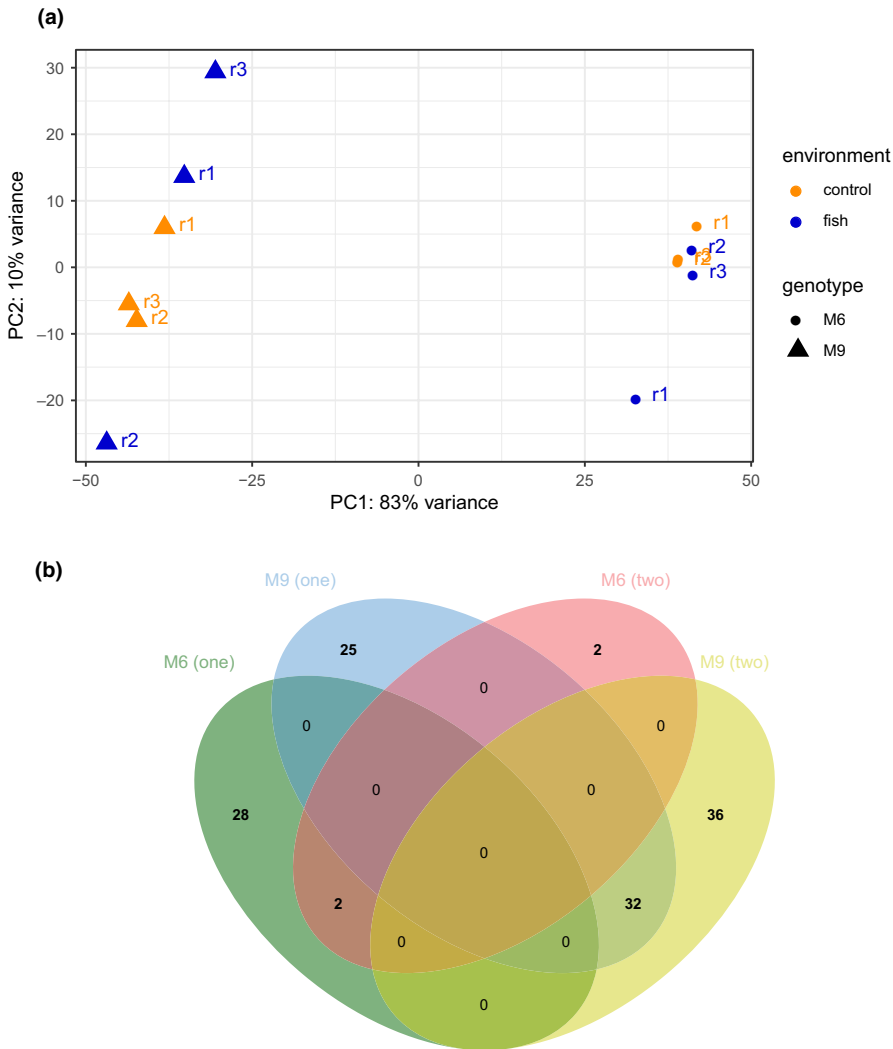 (a)
30
20
10
0
–10
–20
PC2: 10% variance
r3
r1
r1
r3
r2
r2
r1
r2
r3
r2
r3
r1
–50
–25
0
25
50
PC1: 83% variance
environment
control
fish
genotype
M6
M9
(b)
M9 (one)
M6 (two)
M6 (one)
M9 (two)
25
2
0
0
0
0
0
28
36
0
2
32
0
0
0